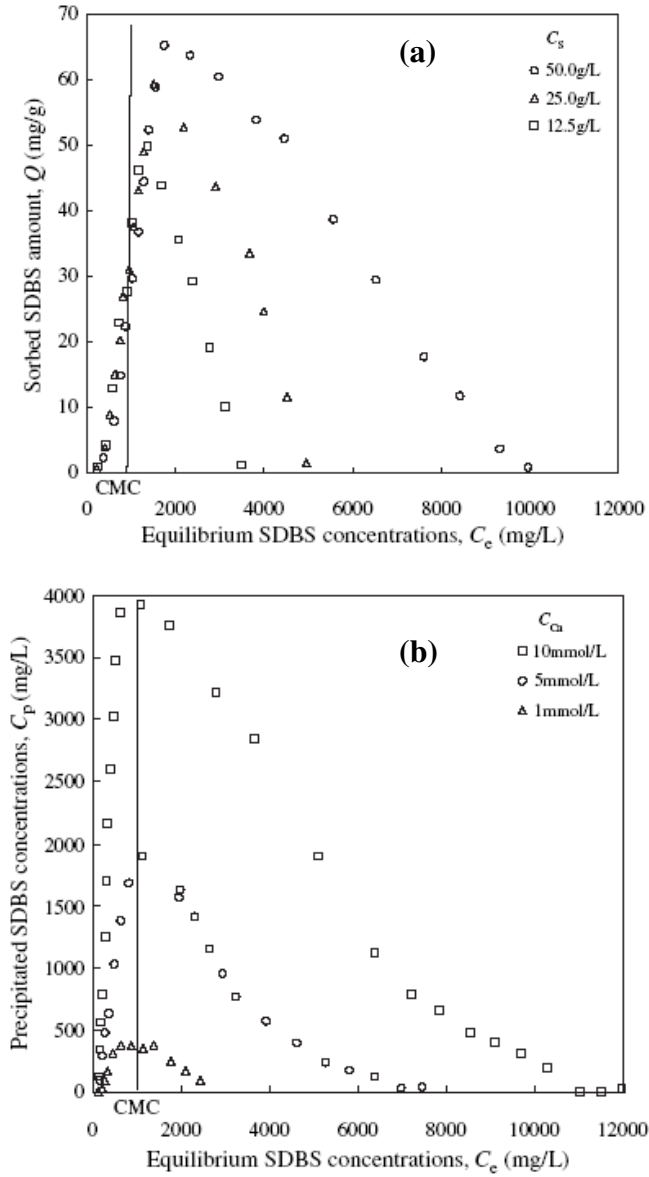 70
60
50
40
30
20
10
0
Sorbed SDBS amount, Q (mg/g)
(a)
Cs
50.0g/L
25.0g/L
12.5g/L
CMC
0 2000 4000 6000 8000 10000 12000
Equilibrium SDBS concentrations, Ce (mg/L)
4000
3500
3000
2500
2000
1500
1000
500
0
Precipitated SDBS concentrations, Cp (mg/L)
(b)
CCa
10mmol/L
5mmol/L
1mmol/L
CMC
0 2000 4000 6000 8000 10000 12000
Equilibrium SDBS concentrations, Ce (mg/L)